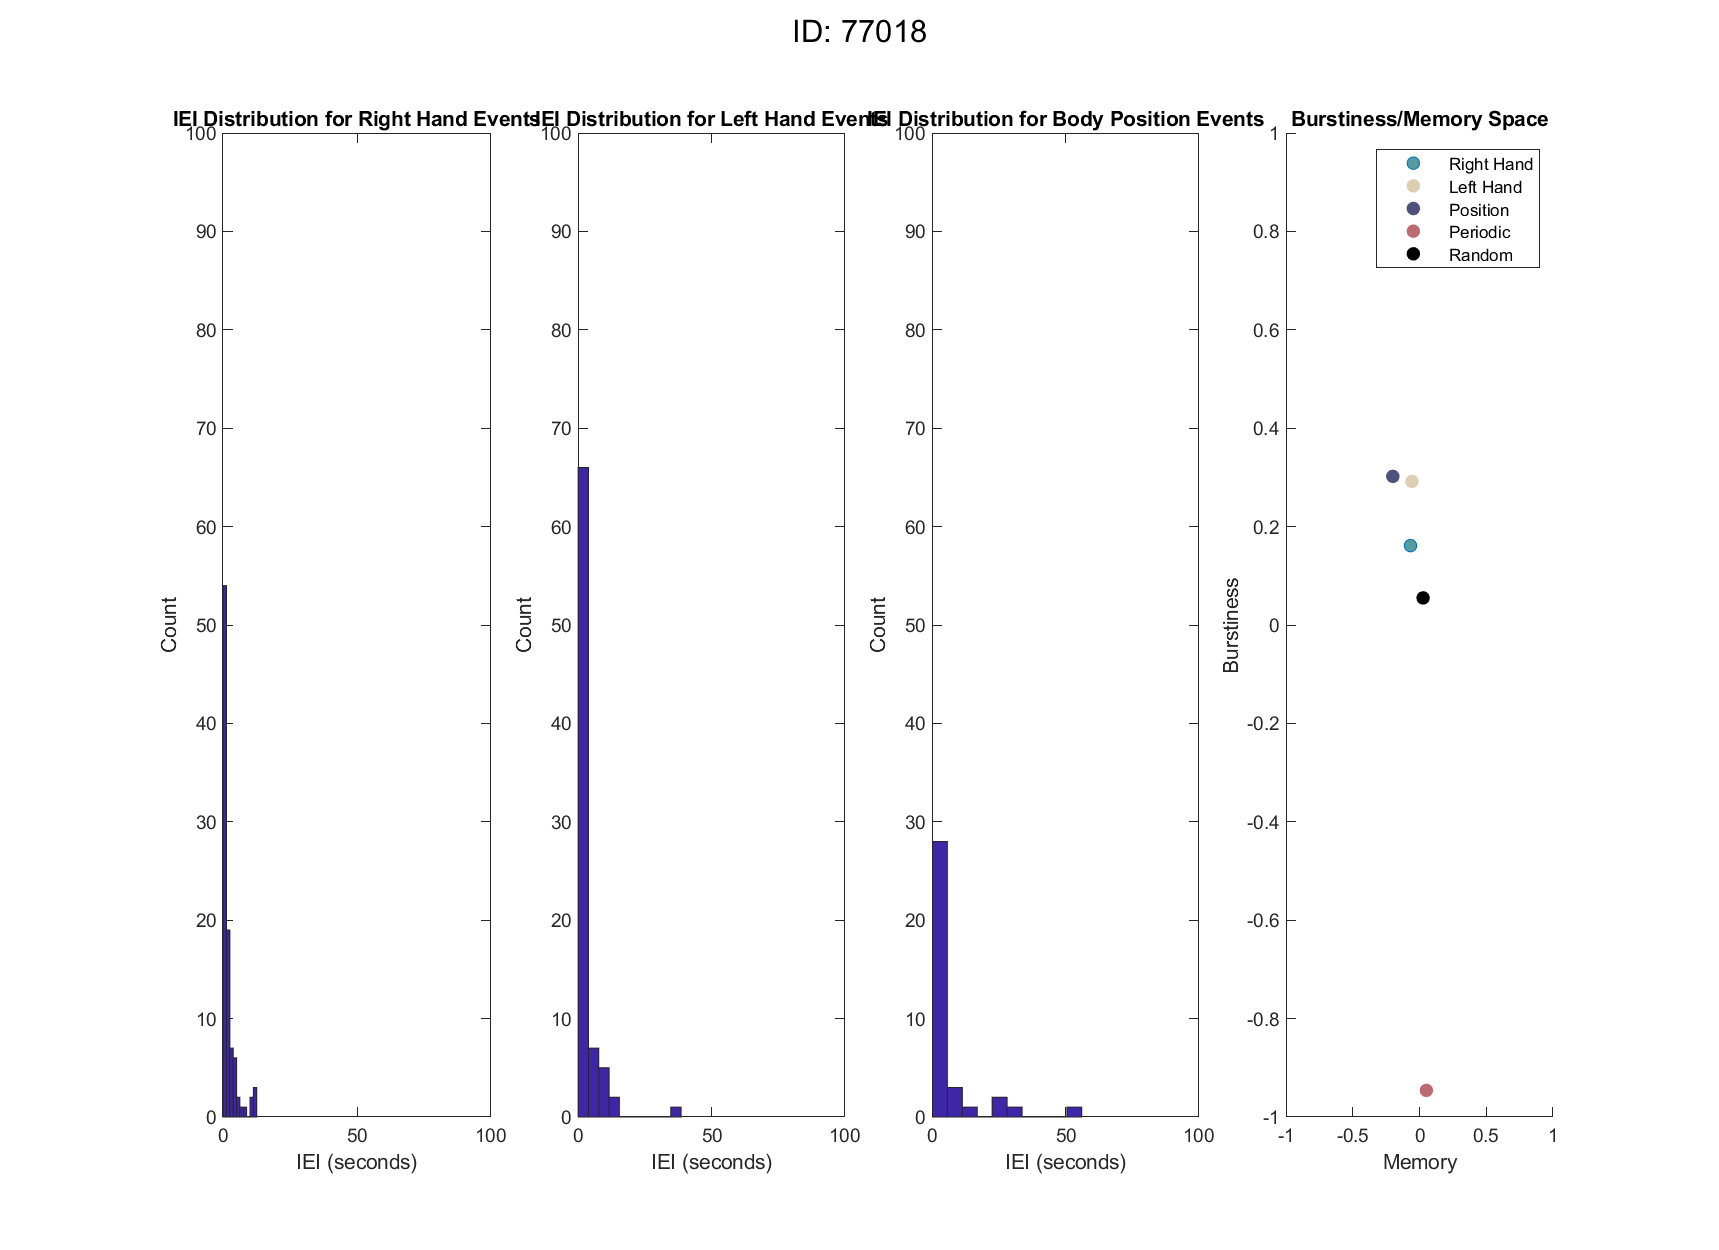 ID: 77018
IEI Distribution for Right Hand Events
100
90
80
70
60
50
40
30
20
10
0
Count
0 50 100
IEI (seconds)
IEI Distribution for Left Hand Events
100
90
80
70
60
50
40
30
20
10
0
Count
0 50 100
IEI (seconds)
IEI Distribution for Body Position Events
100
90
80
70
60
50
40
30
20
10
0
Count
0 50 100
IEI (seconds)
Burstiness/Memory Space
1
0.8
0.6
0.4
0.2
0
-0.2
-0.4
-0.6
-0.8
-1
Burstiness
-1 -0.5 0 0.5 1
Memory
Right Hand
Left Hand
Position
Periodic
Random